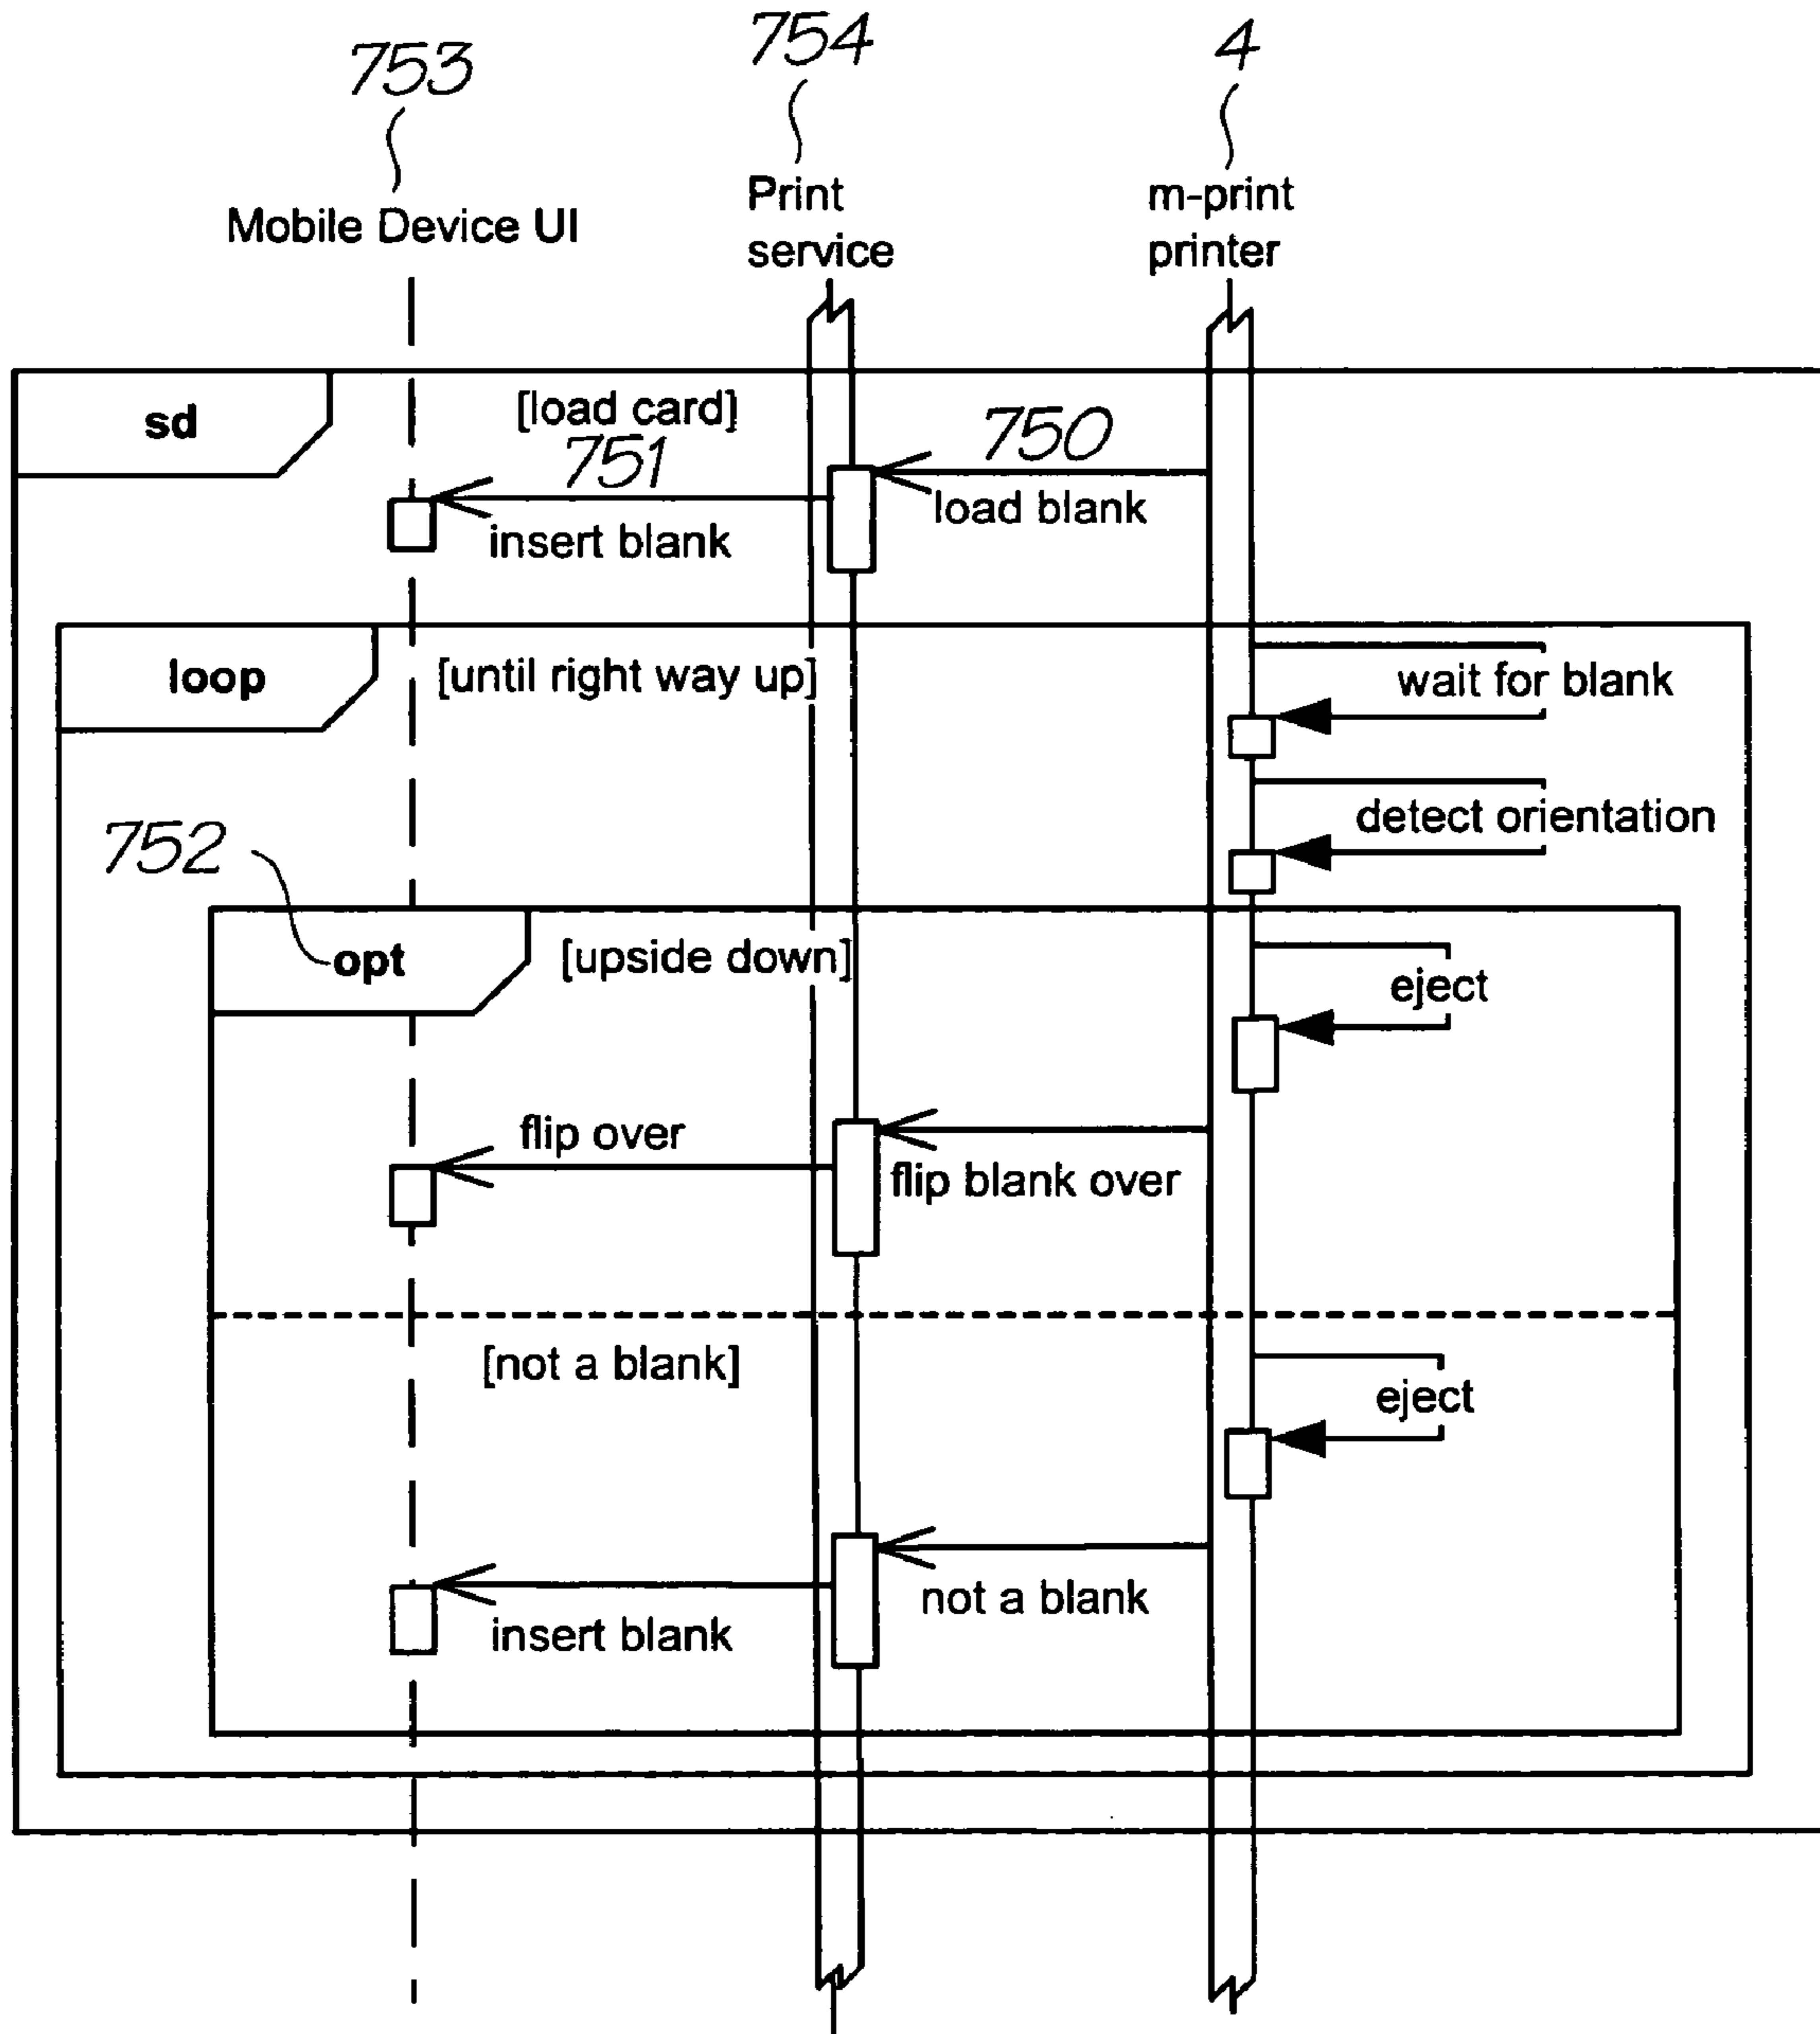 753
754
4
Mobile Device UI
Print
service
m-print
printer
sd
[load card]
751
750
insert blank
load blank
loop
[until right way up]
wait for blank
detect orientation
752
opt
[upside down]
eject
flip over
flip blank over
[not a blank]
eject
not a blank
insert blank